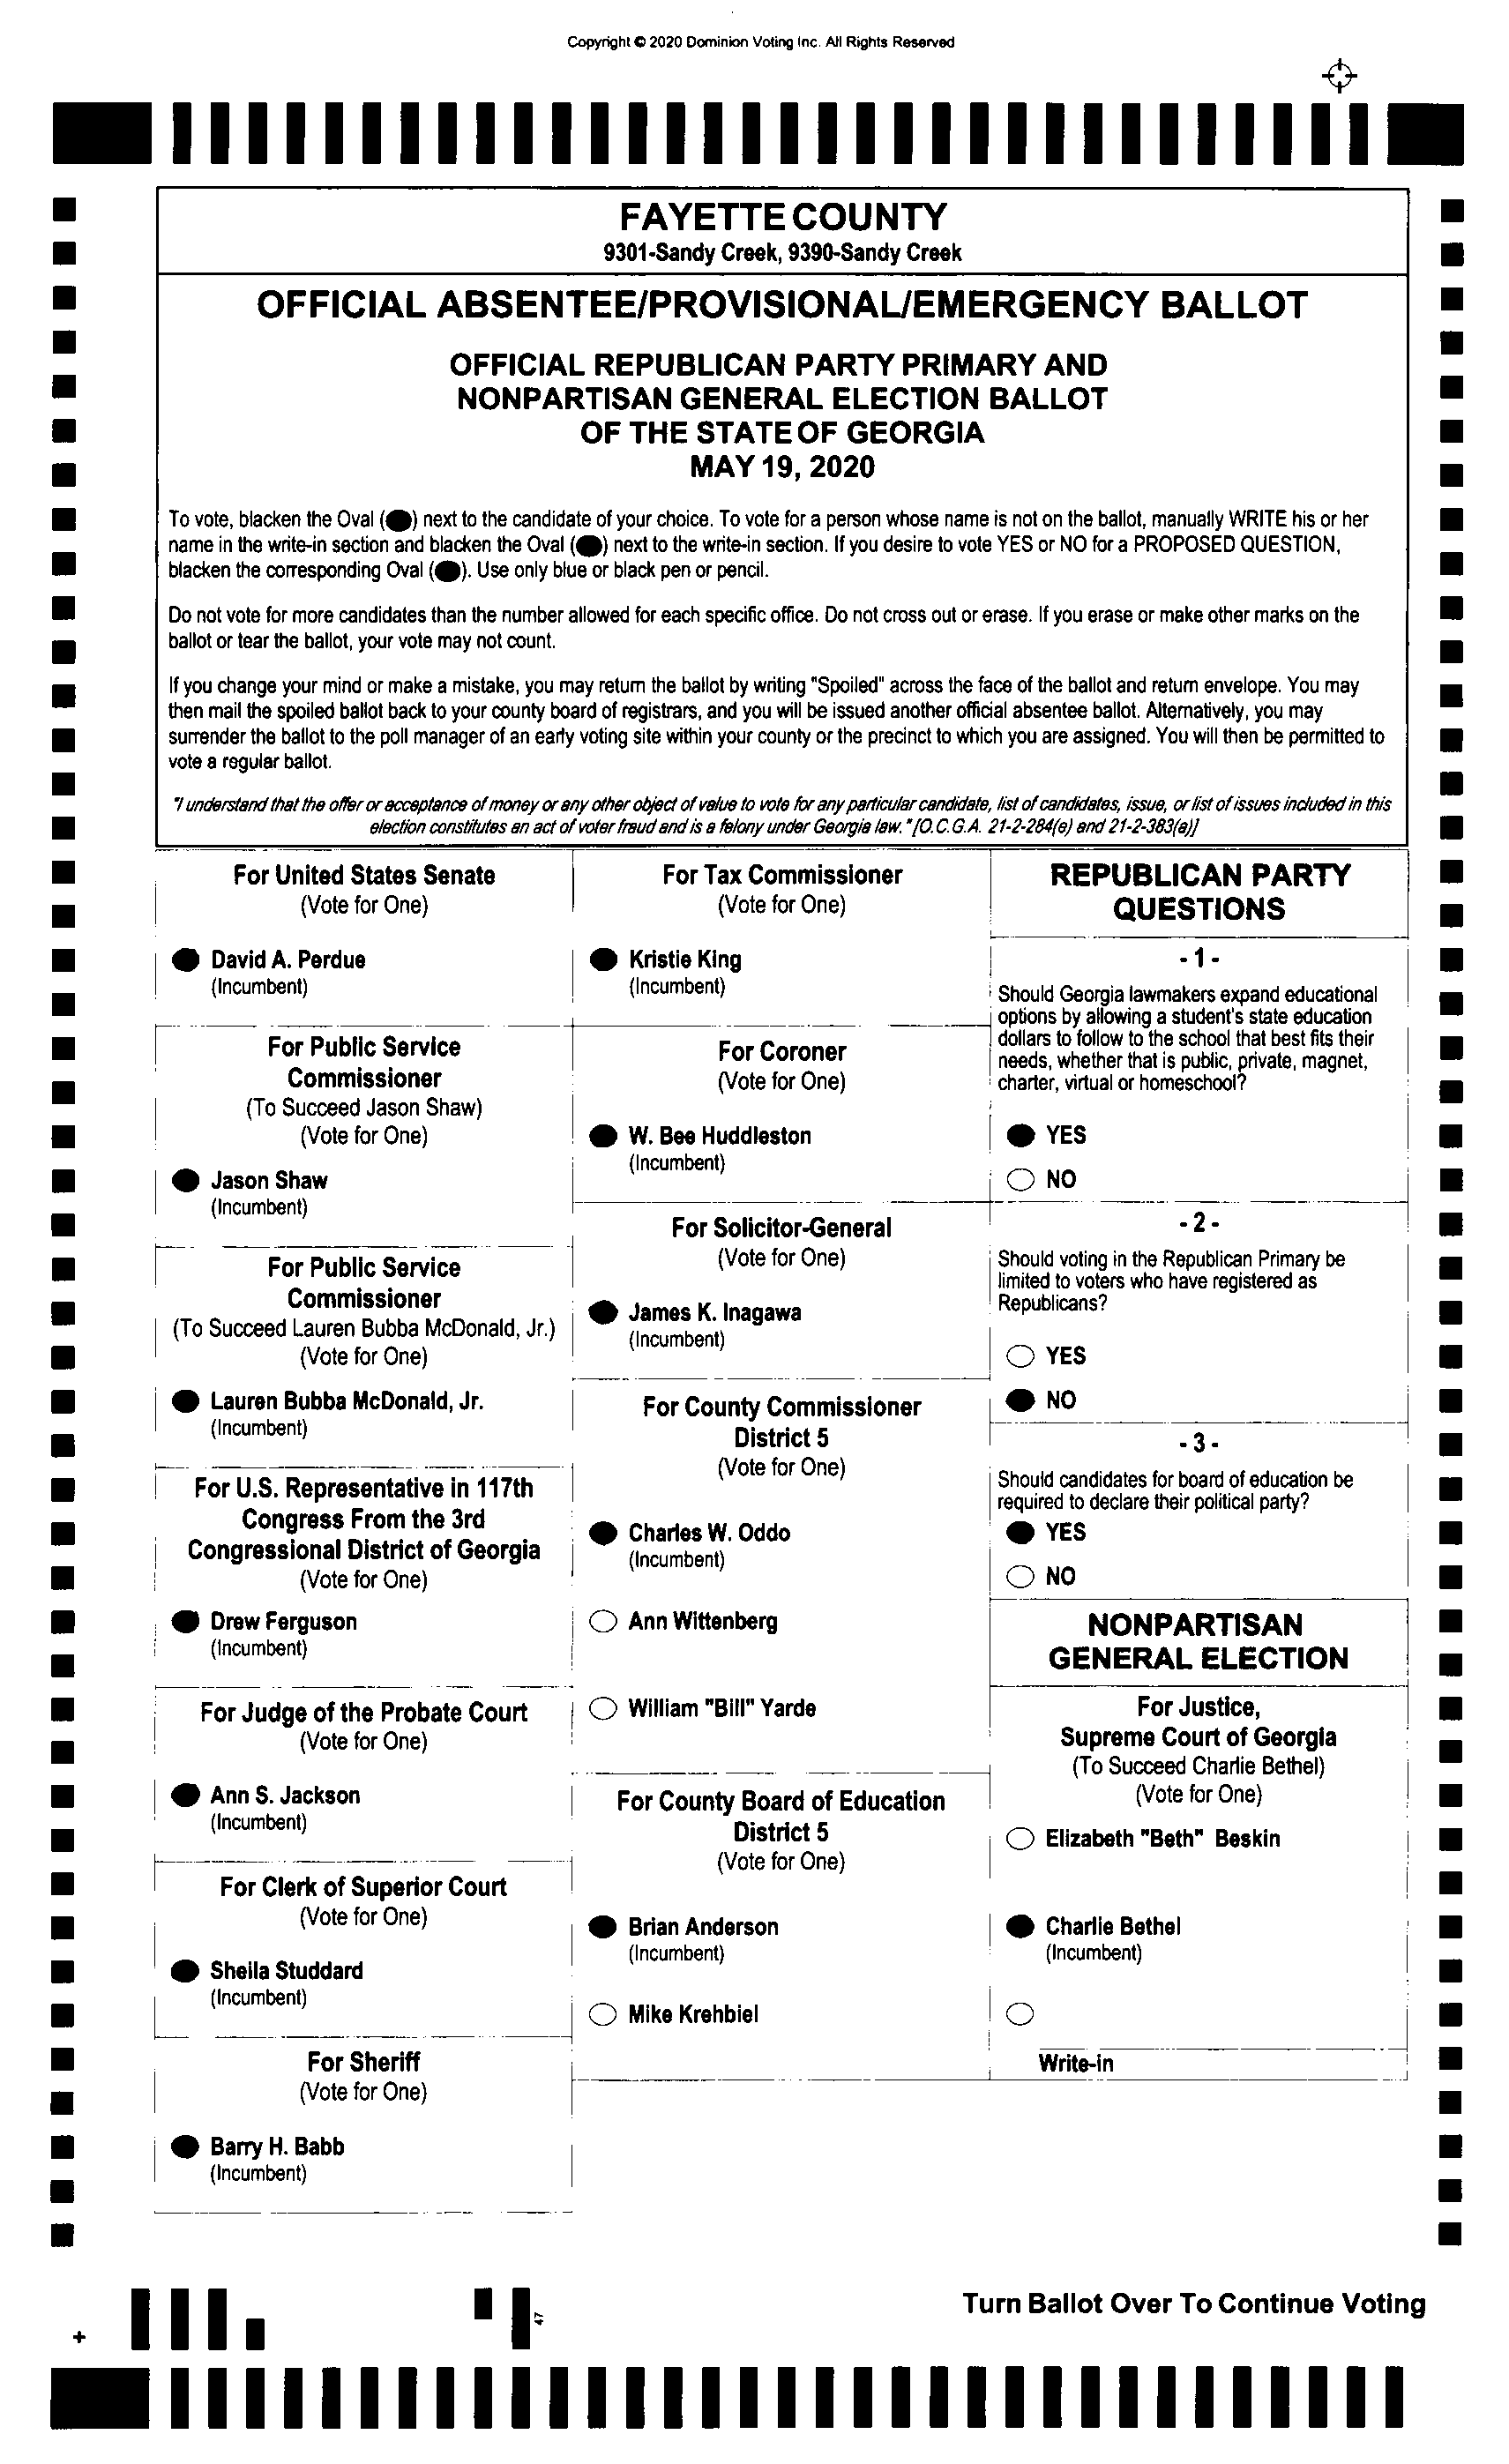 Copyright © 2020 Dominion Voting Inc. All Rights Reserved
FAYETTE COUNTY
9301-Sandy Creek, 9390-Sandy Creek
OFFICIAL ABSENTEE/PROVISIONAL/EMERGENCY BALLOT
OFFICIAL REPUBLICAN PARTY PRIMARY AND
NONPARTISAN GENERAL ELECTION BALLOT
OF THE STATE OF GEORGIA
MAY 19, 2020
To vote, blacken the Oval ( ) next to the candidate of your choice. To vote for a person whose name is not on the ballot, manually WRITE his or her
name in the write-in section and blacken the Oval ( ) next to the write-in section. If you desire to vote YES or NO for a PROPOSED QUESTION,
blacken the corresponding Oval ( ). Use only blue or black pen or pencil.
Do not vote for more candidates than the number allowed for each specific office. Do not cross out or erase. If you erase or make other marks on the
ballot or tear the ballot, your vote may not count.
If you change your mind or make a mistake, you may return the ballot by writing "Spoiled" across the face of the ballot and return envelope. You may
then mail the spoiled ballot back to your county board of registrars, and you will be issued another official absentee ballot. Alternatively, you may
surrender the ballot to the poll manager of an early voting site within your county or the precinct to which you are assigned. You will then be permitted to
vote a regular ballot.
"I understand that the offer or acceptance of money or any other object of value to vote for any particular candidate, list of candidates, issue, or list of issues included in this
election constitutes an act of voter fraud and is a felony under Georgia law." [O.C.G.A. 21-2-284(e) and 21-2-383(a)]
For United States Senate
(Vote for One)
David A. Perdue
(Incumbent)
For Public Service
Commissioner
(To Succeed Jason Shaw)
(Vote for One)
Jason Shaw
(Incumbent)
For Public Service
Commissioner
(To Succeed Lauren Bubba McDonald, Jr.)
(Vote for One)
Lauren Bubba McDonald, Jr.
(Incumbent)
For U.S. Representative in 117th
Congress From the 3rd
Congressional District of Georgia
(Vote for One)
Drew Ferguson
(Incumbent)
For Judge of the Probate Court
(Vote for One)
Ann S. Jackson
(Incumbent)
For Clerk of Superior Court
(Vote for One)
Sheila Studdard
(Incumbent)
For Sheriff
(Vote for One)
Barry H. Babb
(Incumbent)
For Tax Commissioner
(Vote for One)
Kristie King
(Incumbent)
For Coroner
(Vote for One)
W. Bee Huddleston
(Incumbent)
For Solicitor-General
(Vote for One)
James K. Inagawa
(Incumbent)
For County Commissioner
District 5
(Vote for One)
Charles W. Oddo
(Incumbent)
Ann Wittenberg
William "Bill" Yarde
For County Board of Education
District 5
(Vote for One)
Brian Anderson
(Incumbent)
Mike Krehbiel
REPUBLICAN PARTY
QUESTIONS
- 1 -
Should Georgia lawmakers expand educational
options by allowing a student's state education
dollars to follow to the school that best fits their
needs, whether that is public, private, magnet,
charter, virtual or homeschool?
YES
NO
- 2 -
Should voting in the Republican Primary be
limited to voters who have registered as
Republicans?
YES
NO
- 3 -
Should candidates for board of education be
required to declare their political party?
YES
NO
NONPARTISAN
GENERAL ELECTION
For Justice,
Supreme Court of Georgia
(To Succeed Charlie Bethel)
(Vote for One)
Elizabeth "Beth" Beskin
Charlie Bethel
(Incumbent)
Write-in
Turn Ballot Over To Continue Voting
47